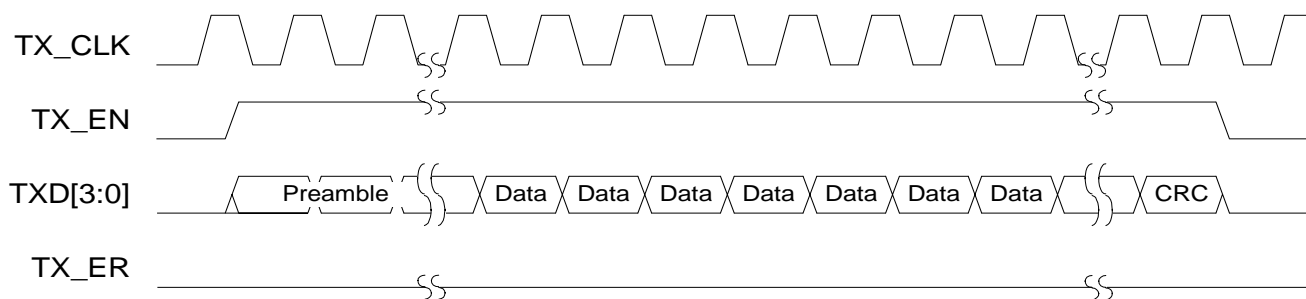 TX_CLK
TX_EN
TXD[3:0] Preamble Data Data Data Data Data Data Data CRC
TX_ER